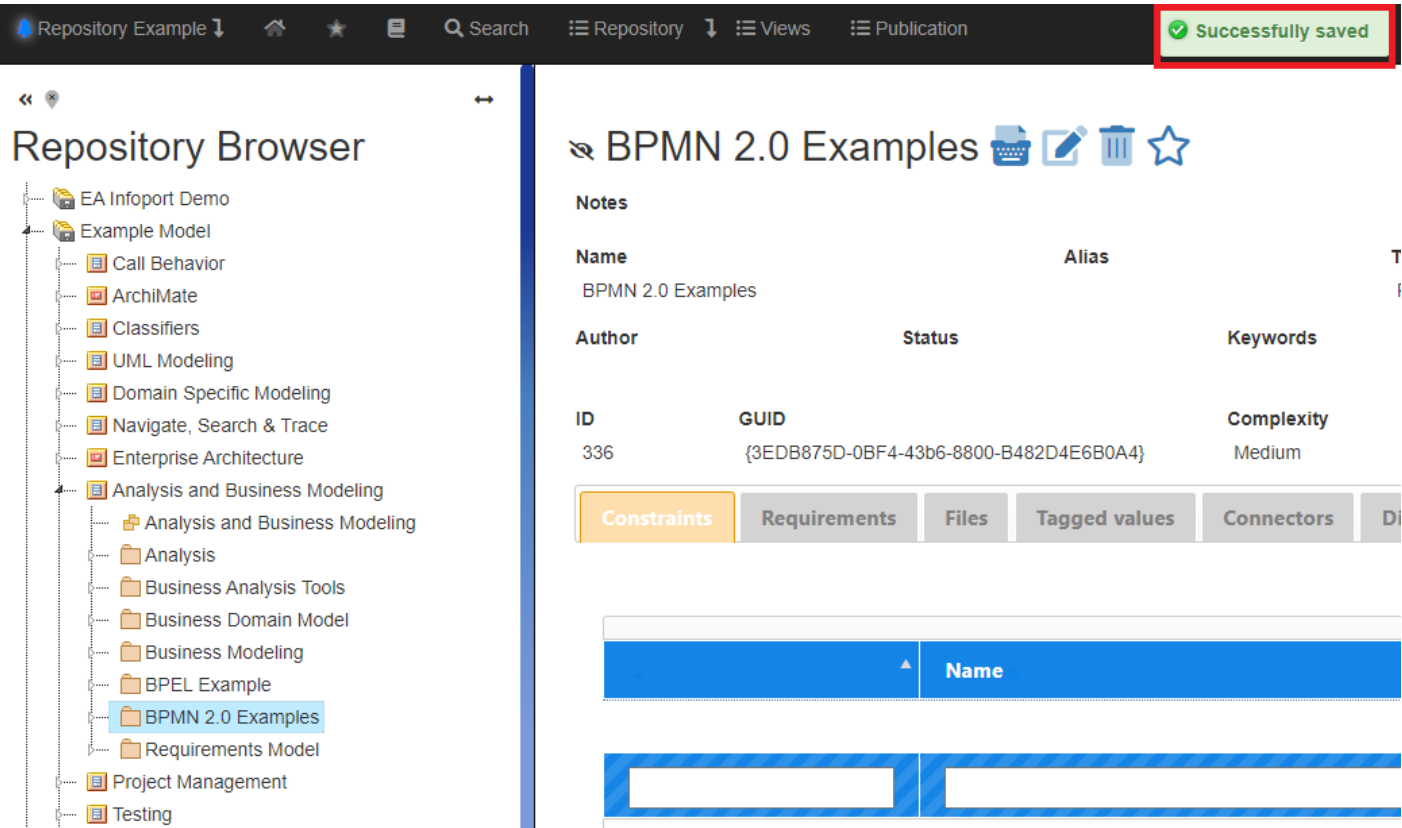 Repository Example Search Repository Views Publication Successfully saved
Repository Browser
EA Infoport Demo
Example Model
Call Behavior
ArchiMate
Classifiers
UML Modeling
Domain Specific Modeling
Navigate, Search & Trace
Enterprise Architecture
Analysis and Business Modeling
Analysis and Business Modeling
Analysis
Business Analysis Tools
Business Domain Model
Business Modeling
BPEL Example
BPMN 2.0 Examples
Requirements Model
Project Management
Testing
BPMN 2.0 Examples
Notes
Name Alias
BPMN 2.0 Examples
Author Status Keywords
ID GUID Complexity
336 {3EDB875D-0BF4-43b6-8800-B482D4E6B0A4} Medium
Constraints Requirements Files Tagged values Connectors
Name